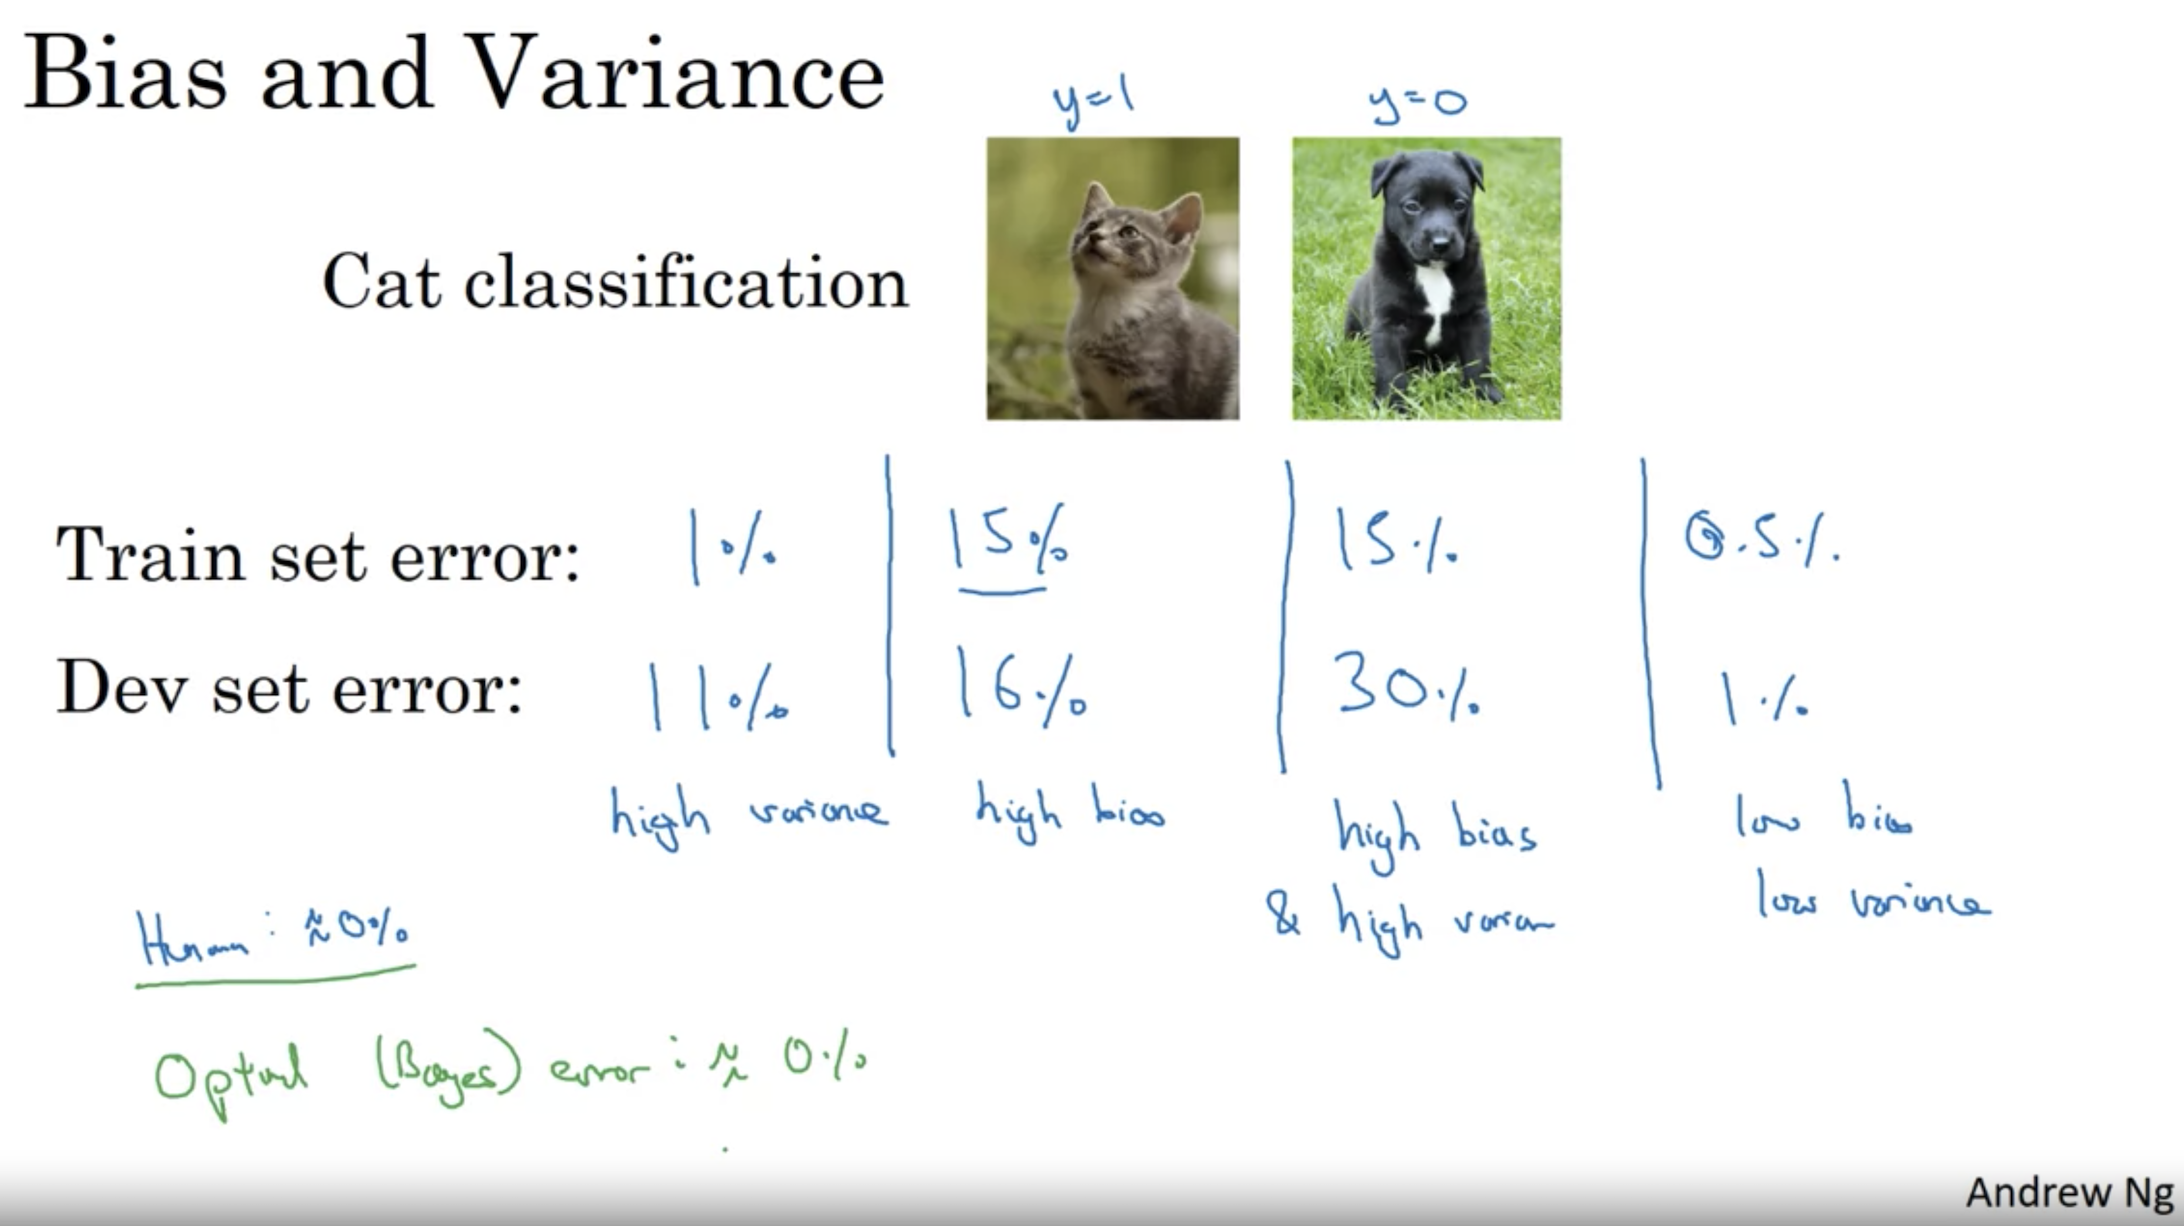 Bias and Variance
y=1 y=0
Cat classification
Train set error: 1% 15% 15% 0.5%
Dev set error: 11% 16% 30% 1%
high variance high bias high bias low bias
& high varian low variance
Human: ≈0%
Optimal (Bayes) error: ≈ 0%
Andrew Ng